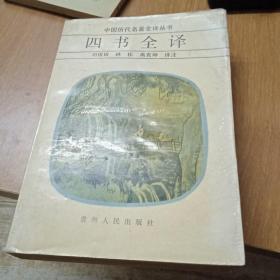 中国历代名著全译丛书
四书全译
刘俊田 林松 禹克坤 译注
贵州人民出版社